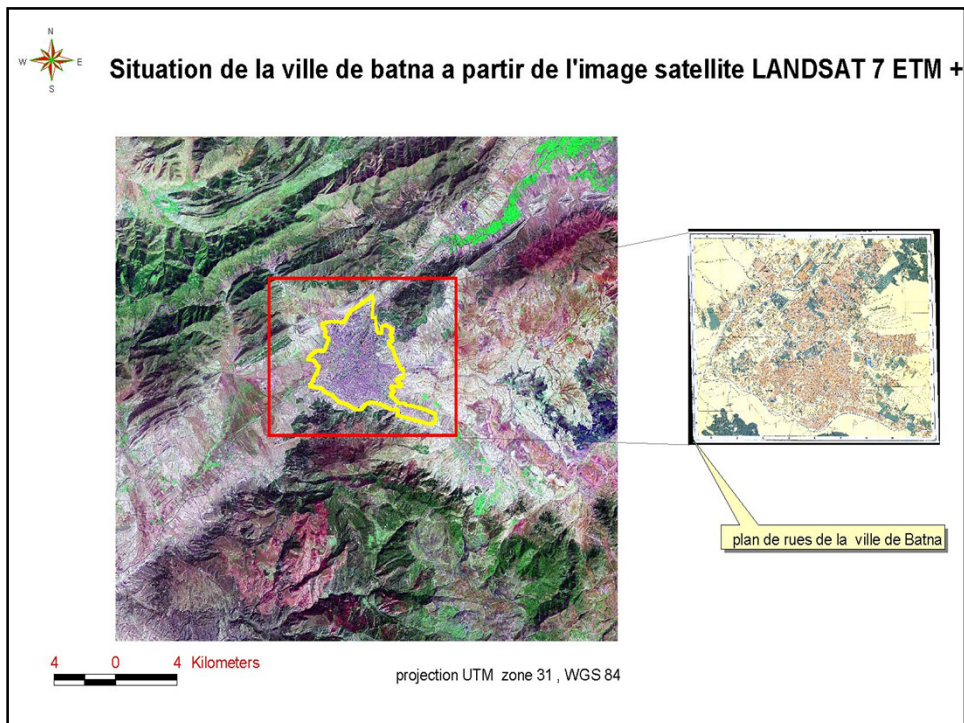 N
W E
S
Situation de la ville de batna a partir de l'image satellite LANDSAT 7 ETM +
plan de rues de la ville de Batna
4 0 4 Kilometers
projection UTM zone 31 , WGS 84